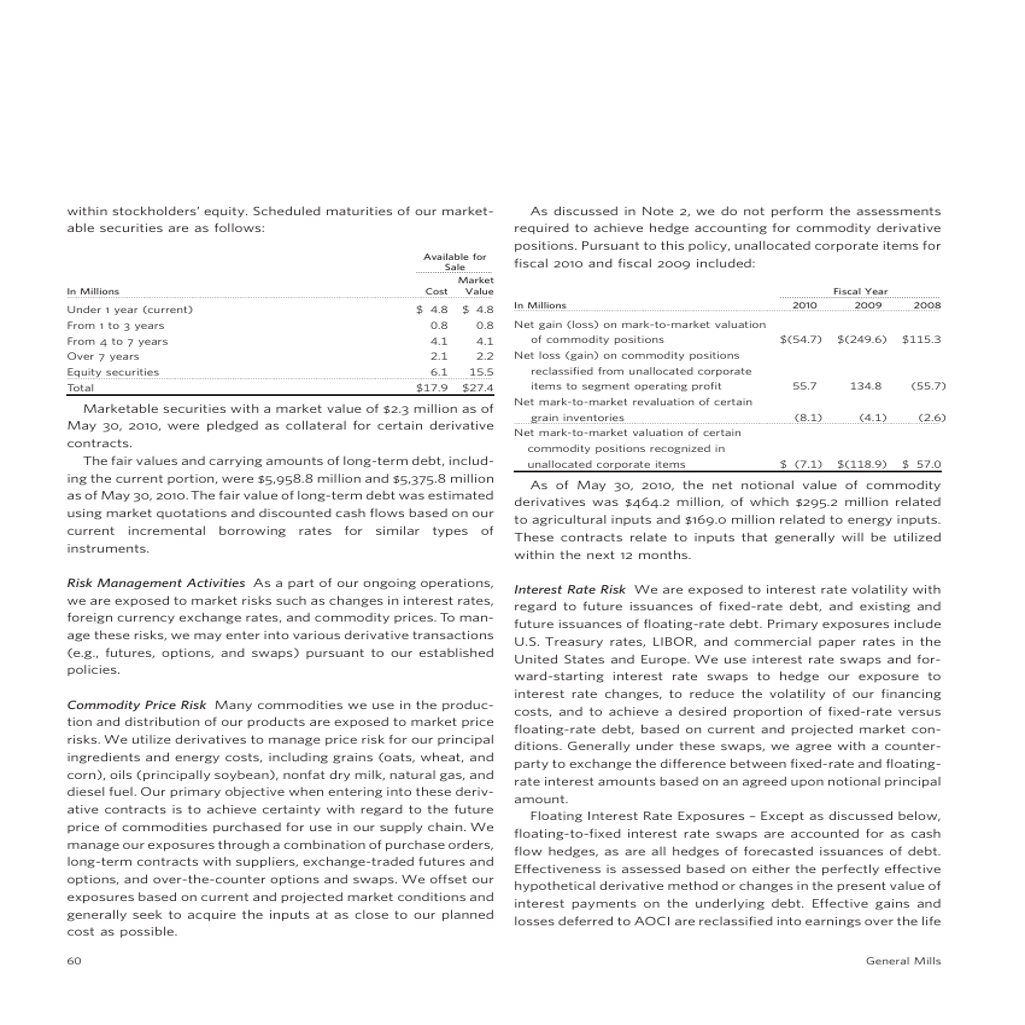 within stockholders’ equity. Scheduled maturities of our market-
able securities are as follows:
Available for
Sale
Market
In Millions Cost Value
Under 1 year (current) $ 4.8 $ 4.8
From 1 to 3 years 0.8 0.8
From 4 to 7 years 4.1 4.1
Over 7 years 2.1 2.2
Equity securities 6.1 15.5
Total $17.9 $27.4
Marketable securities with a market value of $2.3 million as of
May 30, 2010, were pledged as collateral for certain derivative
contracts.
The fair values and carrying amounts of long-term debt, includ-
ing the current portion, were $5,958.8 million and $5,375.8 million
as of May 30, 2010. The fair value of long-term debt was estimated
using market quotations and discounted cash flows based on our
current incremental borrowing rates for similar types of
instruments.
Risk Management Activities As a part of our ongoing operations,
we are exposed to market risks such as changes in interest rates,
foreign currency exchange rates, and commodity prices. To man-
age these risks, we may enter into various derivative transactions
(e.g., futures, options, and swaps) pursuant to our established
policies.
Commodity Price Risk Many commodities we use in the produc-
tion and distribution of our products are exposed to market price
risks. We utilize derivatives to manage price risk for our principal
ingredients and energy costs, including grains (oats, wheat, and
corn), oils (principally soybean), nonfat dry milk, natural gas, and
diesel fuel. Our primary objective when entering into these deriv-
ative contracts is to achieve certainty with regard to the future
price of commodities purchased for use in our supply chain. We
manage our exposures through a combination of purchase orders,
long-term contracts with suppliers, exchange-traded futures and
options, and over-the-counter options and swaps. We offset our
exposures based on current and projected market conditions and
generally seek to acquire the inputs at as close to our planned
cost as possible.
As discussed in Note 2, we do not perform the assessments
required to achieve hedge accounting for commodity derivative
positions. Pursuant to this policy, unallocated corporate items for
fiscal 2010 and fiscal 2009 included:
Fiscal Year
In Millions 2010 2009 2008
Net gain (loss) on mark-to-market valuation
of commodity positions $(54.7) $(249.6) $115.3
Net loss (gain) on commodity positions
reclassified from unallocated corporate
items to segment operating profit 55.7 134.8 (55.7)
Net mark-to-market revaluation of certain
grain inventories (8.1) (4.1) (2.6)
Net mark-to-market valuation of certain
commodity positions recognized in
unallocated corporate items $ (7.1) $(118.9) $ 57.0
As of May 30, 2010, the net notional value of commodity
derivatives was $464.2 million, of which $295.2 million related
to agricultural inputs and $169.0 million related to energy inputs.
These contracts relate to inputs that generally will be utilized
within the next 12 months.
Interest Rate Risk We are exposed to interest rate volatility with
regard to future issuances of fixed-rate debt, and existing and
future issuances of floating-rate debt. Primary exposures include
U.S. Treasury rates, LIBOR, and commercial paper rates in the
United States and Europe. We use interest rate swaps and for-
ward-starting interest rate swaps to hedge our exposure to
interest rate changes, to reduce the volatility of our financing
costs, and to achieve a desired proportion of fixed-rate versus
floating-rate debt, based on current and projected market con-
ditions. Generally under these swaps, we agree with a counter-
party to exchange the difference between fixed-rate and floating-
rate interest amounts based on an agreed upon notional principal
amount.
Floating Interest Rate Exposures – Except as discussed below,
floating-to-fixed interest rate swaps are accounted for as cash
flow hedges, as are all hedges of forecasted issuances of debt.
Effectiveness is assessed based on either the perfectly effective
hypothetical derivative method or changes in the present value of
interest payments on the underlying debt. Effective gains and
losses deferred to AOCI are reclassified into earnings over the life
60 General Mills